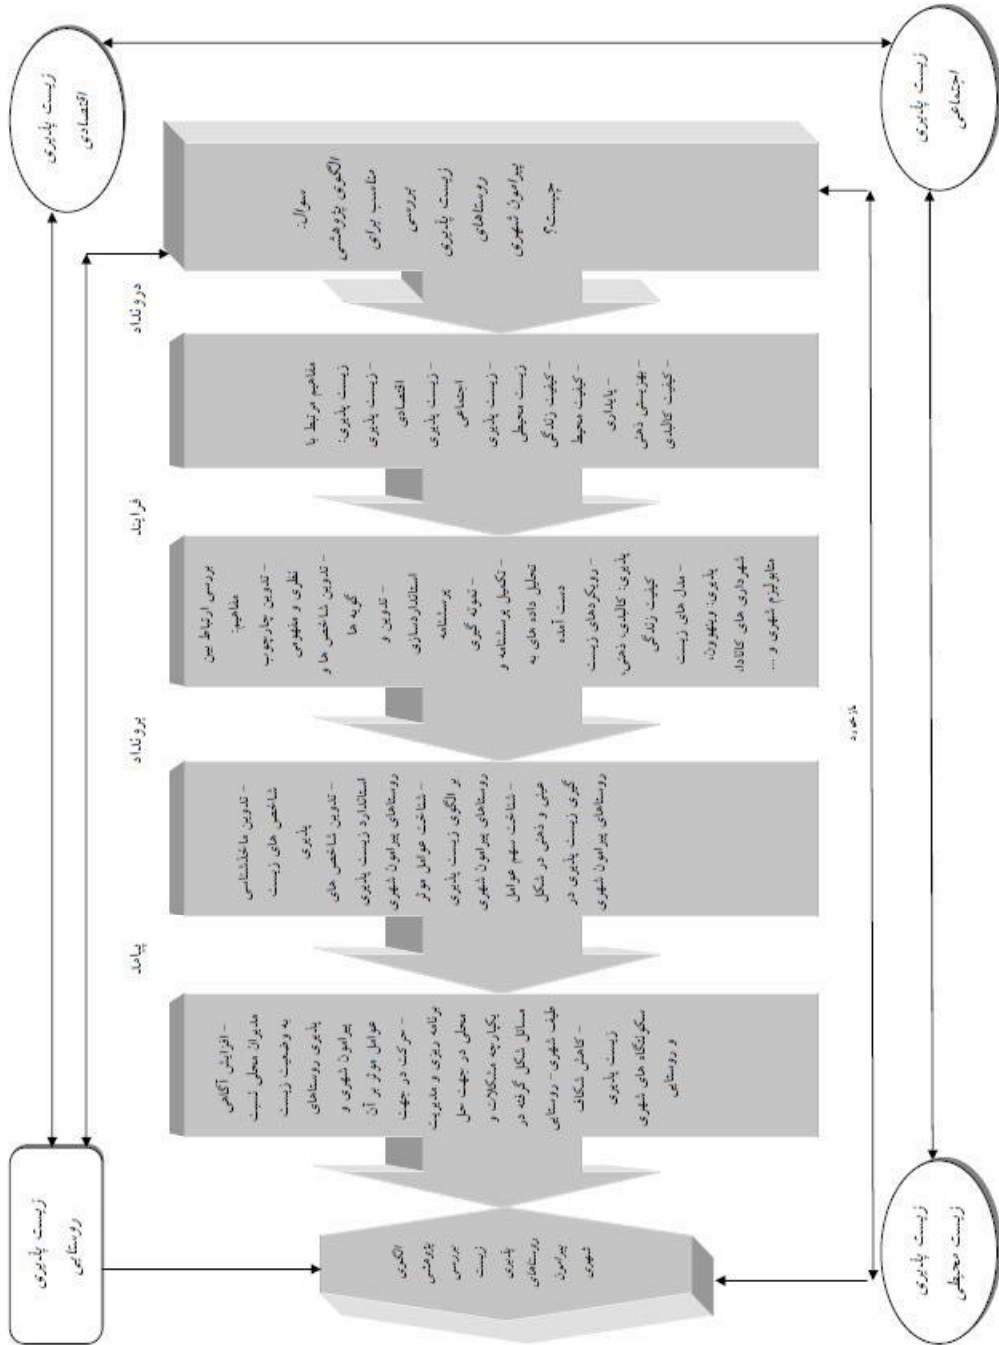 زیست پذیری
اقتصادی
زیست پذیری
روستایی
درونداد
فرایند
برونداد
پیامد
سوال:
الگوی پژوهشی
مناسب برای
بررسی
زیست پذیری
روستاهای
پیرامون شهری
چیست؟
مفاهیم مرتبط با
زیست پذیری:
- زیست پذیری
اقتصادی
- زیست پذیری
اجتماعی
- زیست پذیری
زیست محیطی
- کیفیت زندگی
- کیفیت محیط
- پایداری
- بهزیستی ذهنی
- کیفیت کالبدی
بررسی ارتباط بین
مفاهیم:
- تدوین چارچوب
نظری و مفهومی
- تدوین شاخص ها و
گویه ها
- تدوین و
استانداردسازی
پرسشنامه
- نمونه گیری
- تکمیل پرسشنامه و
تحلیل داده های به
دست آمده
- رویکردهای زیست
پذیری: کالبدی، ذهنی،
کیفیت زندگی
- مدل های زیست
پذیری: وینهوون،
شهرداری های کانادا،
متابولیزم شهری و ...
- تدوین ماخذشناسی
شاخص های زیست
پذیری
- تدوین شاخص های
استاندارد زیست پذیری
روستاهای پیرامون شهری
- شناخت عوامل موثر
بر الگوی زیست پذیری
روستاهای پیرامون شهری
- شناخت سهم عوامل
عینی و ذهنی در شکل
گیری زیست پذیری در
روستاهای پیرامون شهری
- افزایش آگاهی
مدیران محلی نسبت
به وضعیت زیست
پذیری روستاهای
پیرامون شهری و
عوامل موثر بر آن
- حرکت در جهت
برنامه ریزی و مدیریت
محلی در جهت حل
یکپارچه مشکلات و
مسائل شکل گرفته در
طیف شهری - روستایی
- کاهش شکاف
زیست پذیری
سکونتگاه های شهری
و روستایی
الگوی
پژوهشی
بررسی
زیست
پذیری
روستاهای
پیرامون
شهری
بازخورد
زیست پذیری
اجتماعی
زیست پذیری
زیست محیطی